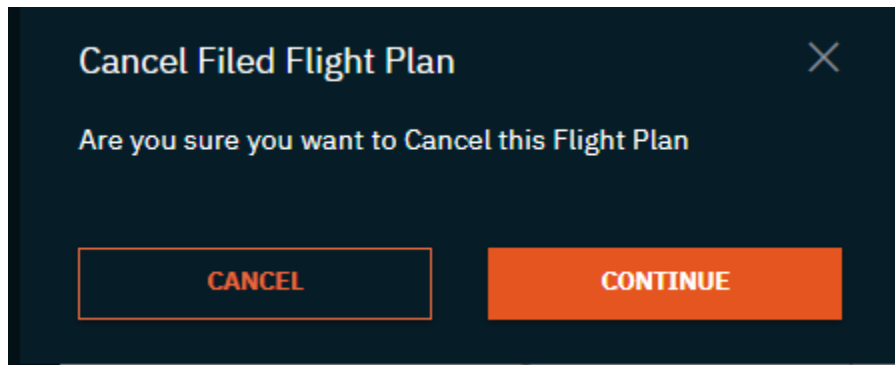 Cancel Filed Flight Plan
Are you sure you want to Cancel this Flight Plan
CANCEL
CONTINUE